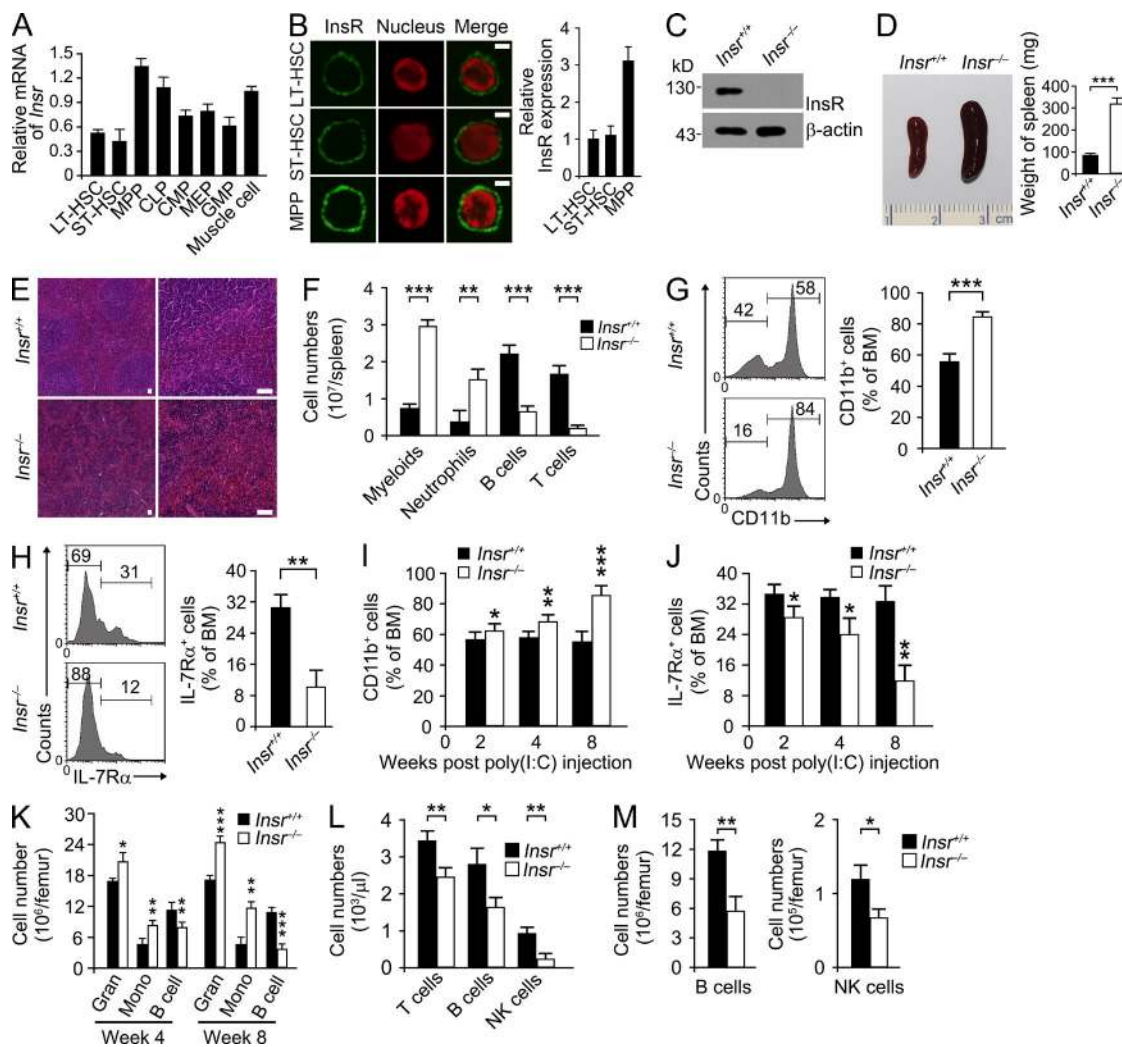 A
Relative mRNA
of Insr
1.5
1.2
0.9
0.6
0.3
0
LT-HSC
ST-HSC
MPP
CLP
CMP
MEP
GMP
Muscle cell
B
InsR Nucleus Merge
LT-HSC
ST-HSC
MPP
Relative
InsR expression
4
3
2
1
0
LT-HSC
ST-HSC
MPP
C
Insr+/+ Insr−/−
kD
130
InsR
43
β-actin
D
Insr+/+ Insr−/−
1 2 3 cm
Weight of spleen (mg)
***
400
300
200
100
0
Insr+/+
Insr−/−
E
Insr+/+
Insr−/−
F
Cell numbers
(10⁷/spleen)
*** ** *** ***
4
3
2
1
0
Insr+/+
Insr−/−
Myeloids
Neutrophils
B cells
T cells
G
Insr+/+
42 58
0
0
Insr−/−
16 84
0
0
Counts
CD11b
CD11b+ cells
(% of BM)
***
100
80
60
40
20
0
Insr+/+
Insr−/−
H
Insr+/+
69 31
0
0
Insr−/−
88 12
0
0
Counts
IL-7Rα
IL-7Rα+ cells
(% of BM)
**
40
32
24
16
8
0
Insr+/+
Insr−/−
I
Insr+/+
Insr−/−
CD11b+ cells
(% of BM)
100
80
60
40
20
0
* ** ***
0 2 4 8
Weeks post poly(I:C) injection
J
Insr+/+
Insr−/−
IL-7Rα+ cells
(% of BM)
40
32
24
16
8
0
* * **
0 2 4 8
Weeks post poly(I:C) injection
K
Cell number
(10⁶/femur)
30
24
18
12
6
0
* ** ** *** ** ***
Insr+/+
Insr−/−
Gran
Mono
B cell
Gran
Mono
B cell
Week 4 Week 8
L
Cell numbers
(10³/μl)
** * **
4
3
2
1
0
Insr+/+
Insr−/−
T cells
B cells
NK cells
M
Cell numbers
(10⁶/femur)
**
15
12
9
6
3
0
B cells
Cell numbers
(10⁵/femur)
*
2
1
0
NK cells
Insr+/+
Insr−/−